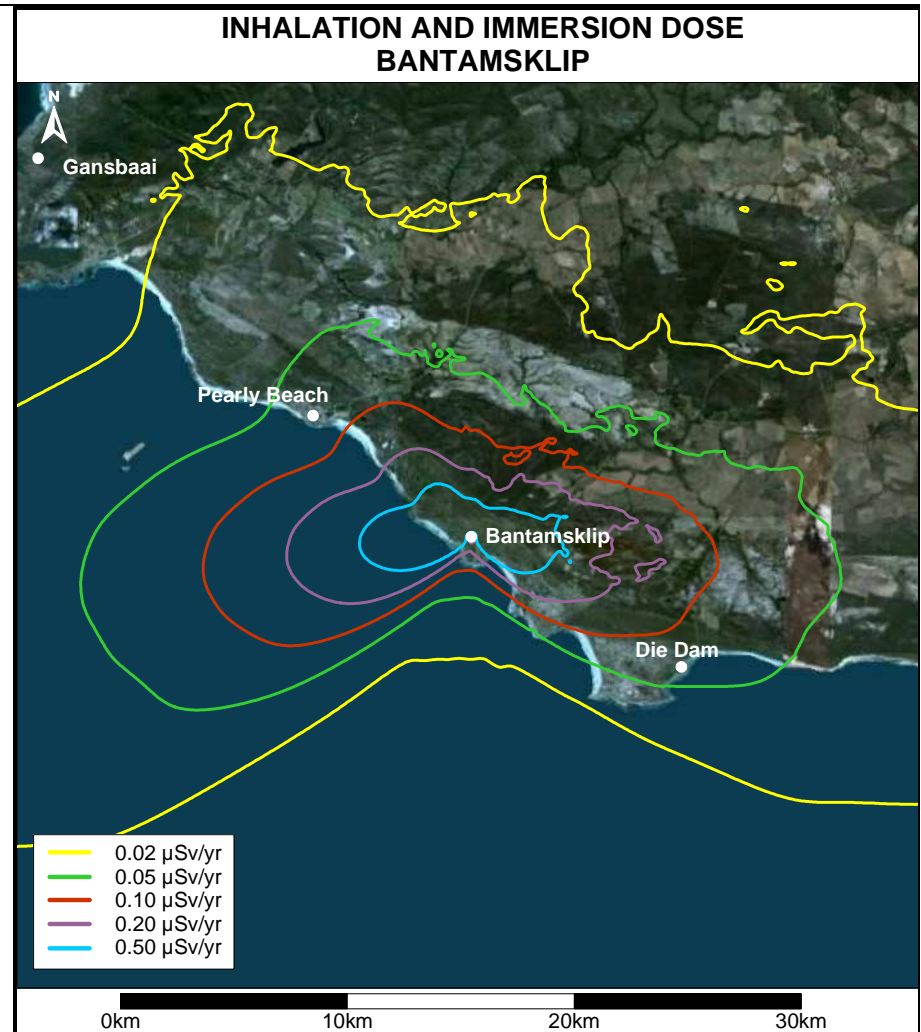 INHALATION AND IMMERSION DOSE
BANTAMSKLIP
N
Gansbaai
Pearly Beach
Bantamsklip
Die Dam
0.02 µSv/yr
0.05 µSv/yr
0.10 µSv/yr
0.20 µSv/yr
0.50 µSv/yr
0km 10km 20km 30km